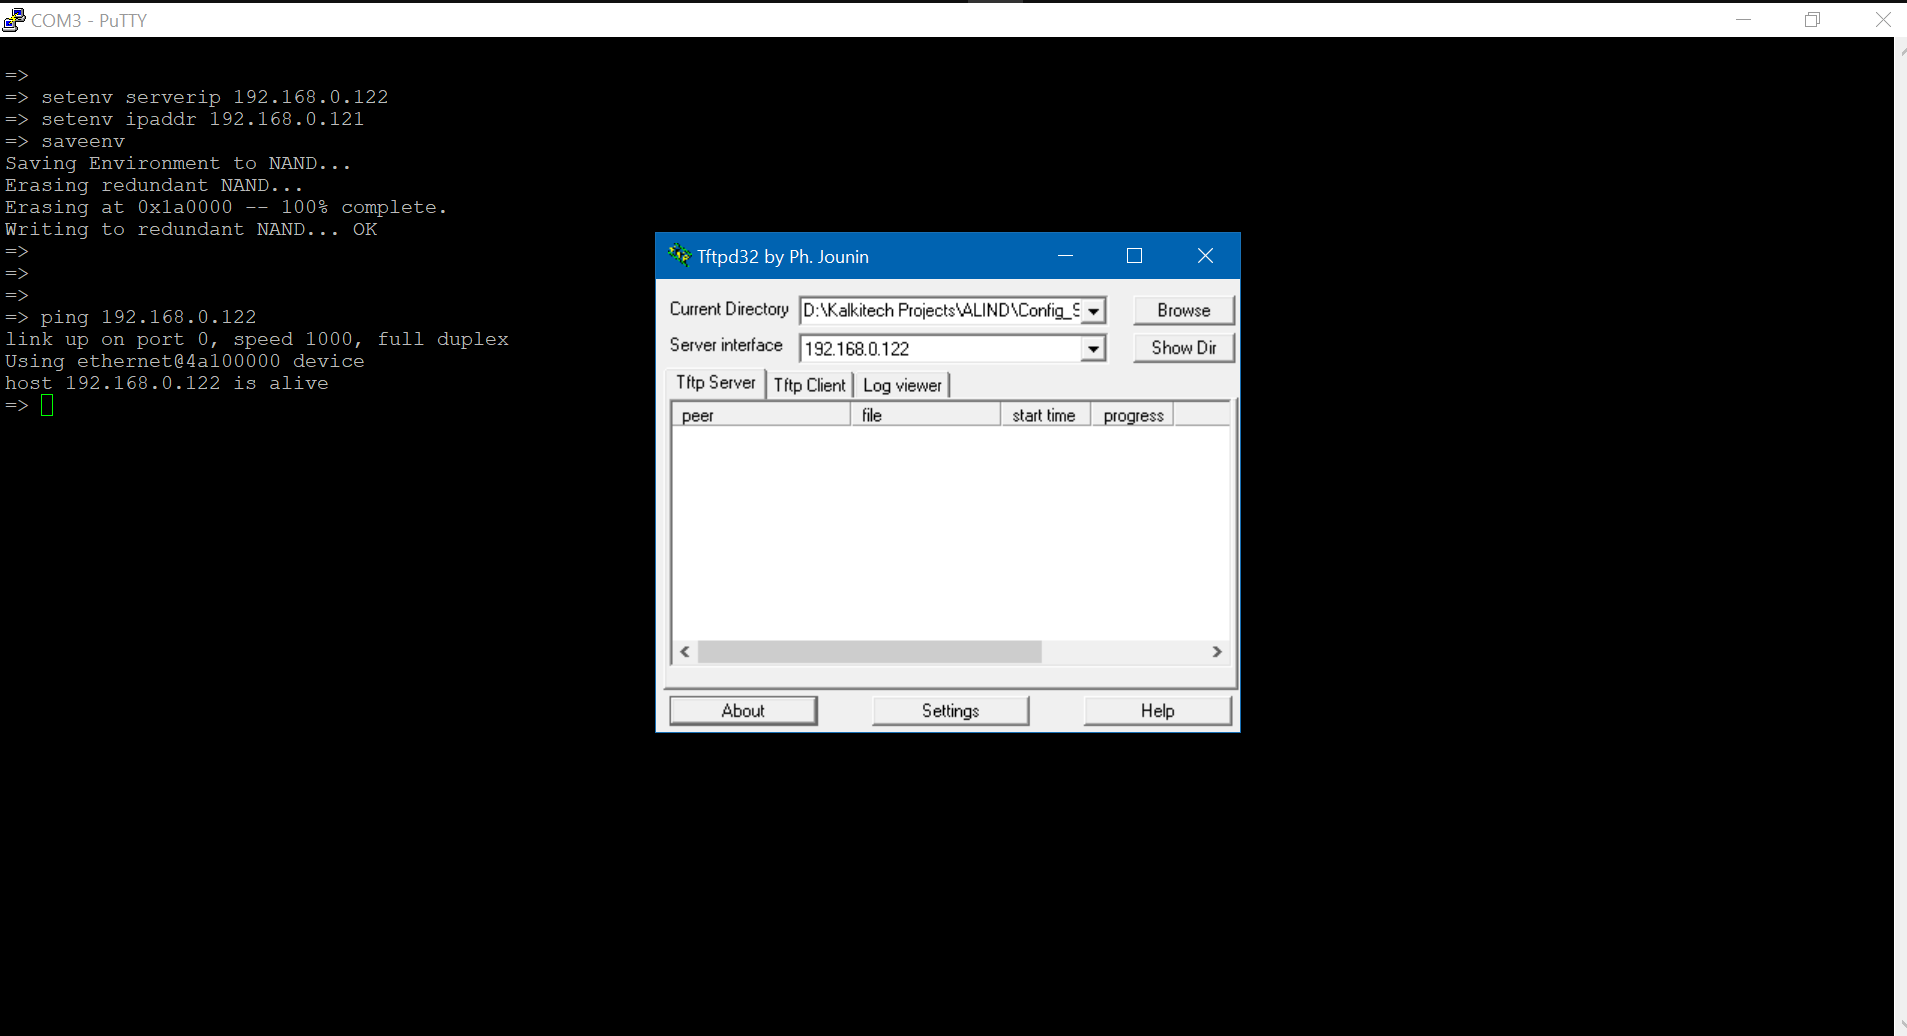 COM3 - PuTTY
=>
=> setenv serverip 192.168.0.122
=> setenv ipaddr 192.168.0.121
=> saveenv
Saving Environment to NAND...
Erasing redundant NAND...
Erasing at 0x1a0000 -- 100% complete.
Writing to redundant NAND... OK
=>
=>
=>
=> ping 192.168.0.122
link up on port 0, speed 1000, full duplex
Using ethernet@4a100000 device
host 192.168.0.122 is alive
=>
Tftpd32 by Ph. Jounin
Current Directory D:\Kalkitech Projects\ALIND\Config_S Browse
Server interface 192.168.0.122 Show Dir
Tftp Server Tftp Client Log viewer
peer file start time progress
About Settings Help